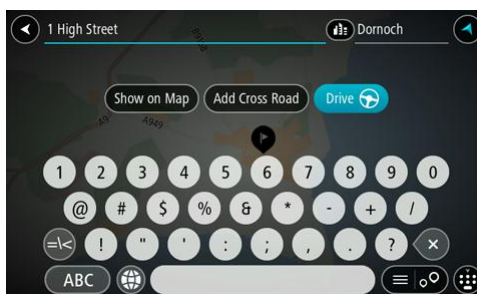 1 High Street Dornoch
B9168
Show on Map Add Cross Road Drive
A9 A949
1 2 3 4 5 6 7 8 9 0
@ # $ % & * - + /
=\< ! " ' : ; , . ? ×
ABC